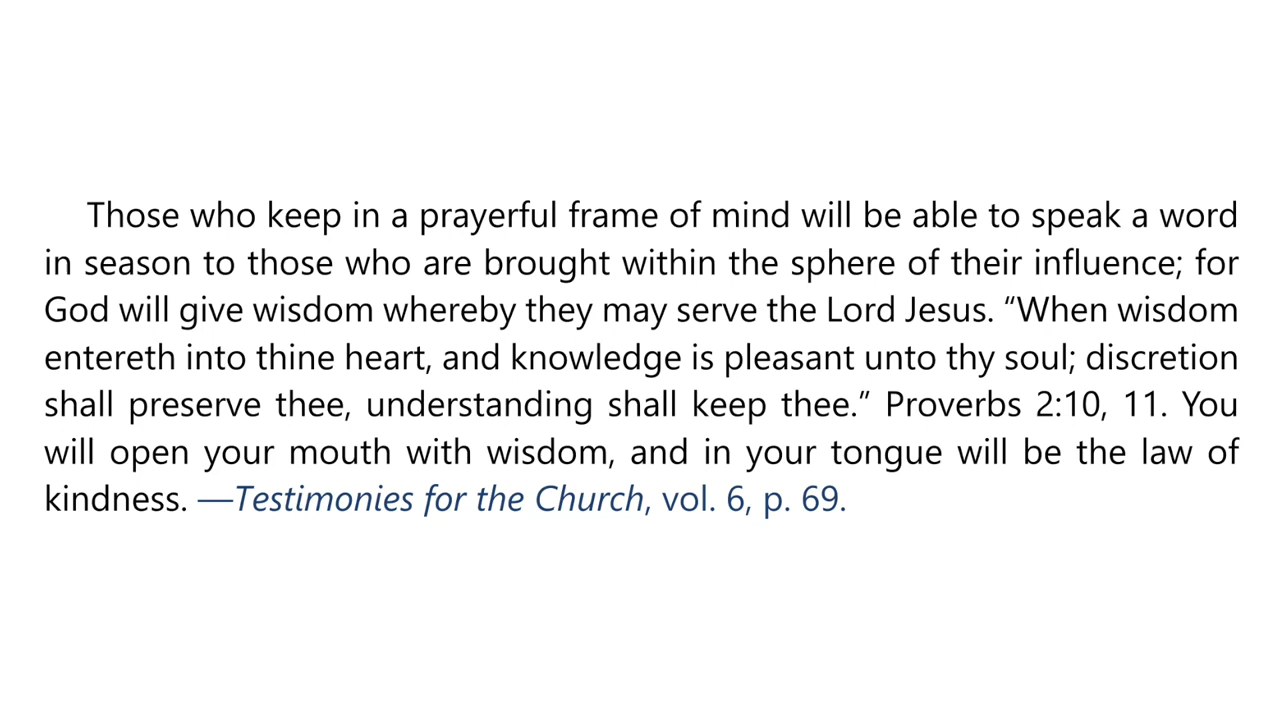 Those who keep in a prayerful frame of mind will be able to speak a word
in season to those who are brought within the sphere of their influence; for
God will give wisdom whereby they may serve the Lord Jesus. “When wisdom
entereth into thine heart, and knowledge is pleasant unto thy soul; discretion
shall preserve thee, understanding shall keep thee.” Proverbs 2:10, 11. You
will open your mouth with wisdom, and in your tongue will be the law of
kindness. —Testimonies for the Church, vol. 6, p. 69.